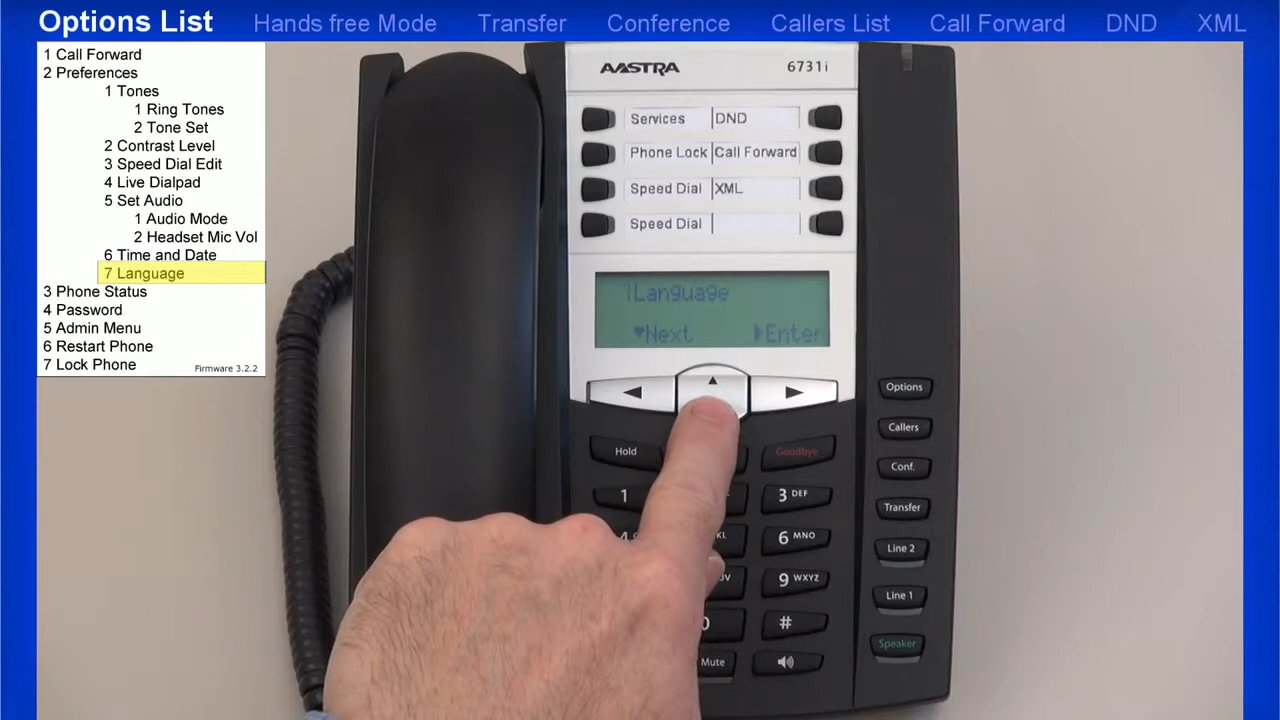 Options List Hands free Mode Transfer Conference Callers List Call Forward DND XML
1 Call Forward
2 Preferences
1 Tones
1 Ring Tones
2 Tone Set
2 Contrast Level
3 Speed Dial Edit
4 Live Dialpad
5 Set Audio
1 Audio Mode
2 Headset Mic Vol
6 Time and Date
7 Language
3 Phone Status
4 Password
5 Admin Menu
6 Restart Phone
7 Lock Phone
Firmware 3.2.2
AASTRA 6731i
Services DND
Phone Lock Call Forward
Speed Dial XML
Speed Dial
Language
Next Enter
Hold Goodbye
1 3 DEF
6 MNO
9 WXYZ
#
Mute
Options
Callers
Conf.
Transfer
Line 2
Line 1
Speaker